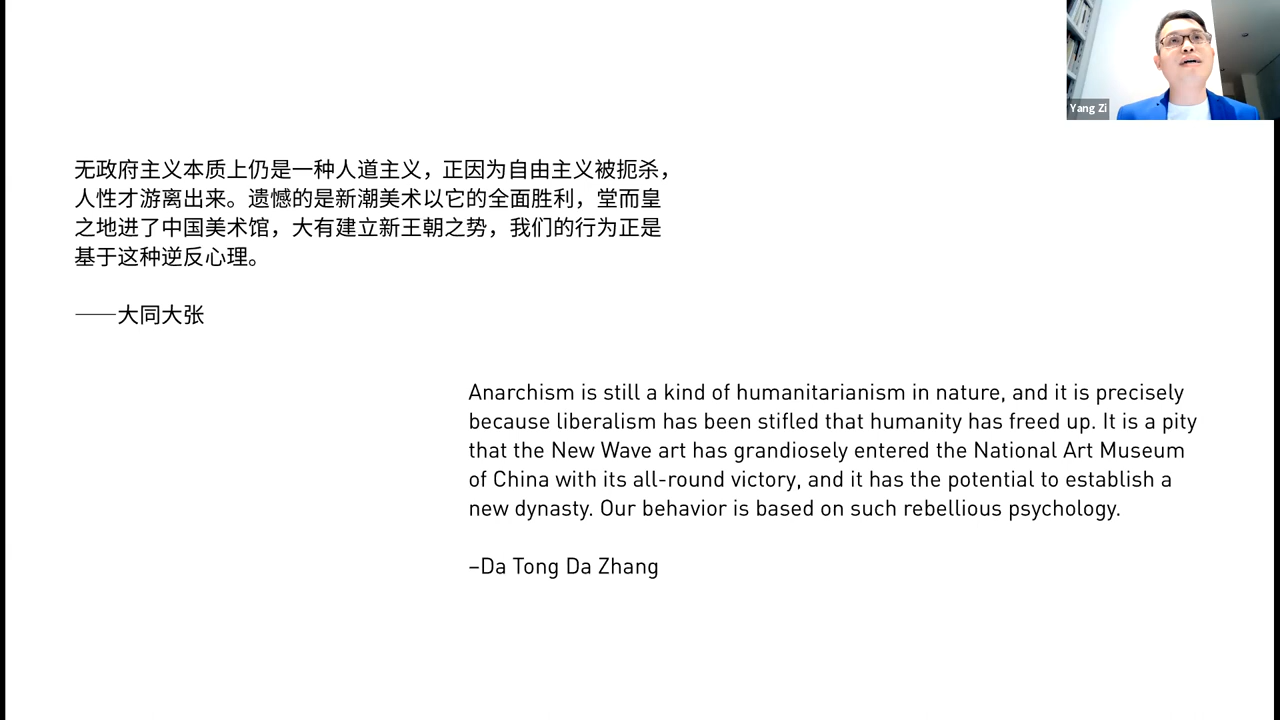 Yang Zi
无政府主义本质上仍是一种人道主义，正因为自由主义被扼杀，
人性才游离出来。遗憾的是新潮美术以它的全面胜利，堂而皇
之地进了中国美术馆，大有建立新王朝之势，我们的行为正是
基于这种逆反心理。
——大同大张
Anarchism is still a kind of humanitarianism in nature, and it is precisely
because liberalism has been stifled that humanity has freed up. It is a pity
that the New Wave art has grandiosely entered the National Art Museum
of China with its all-round victory, and it has the potential to establish a
new dynasty. Our behavior is based on such rebellious psychology.
–Da Tong Da Zhang